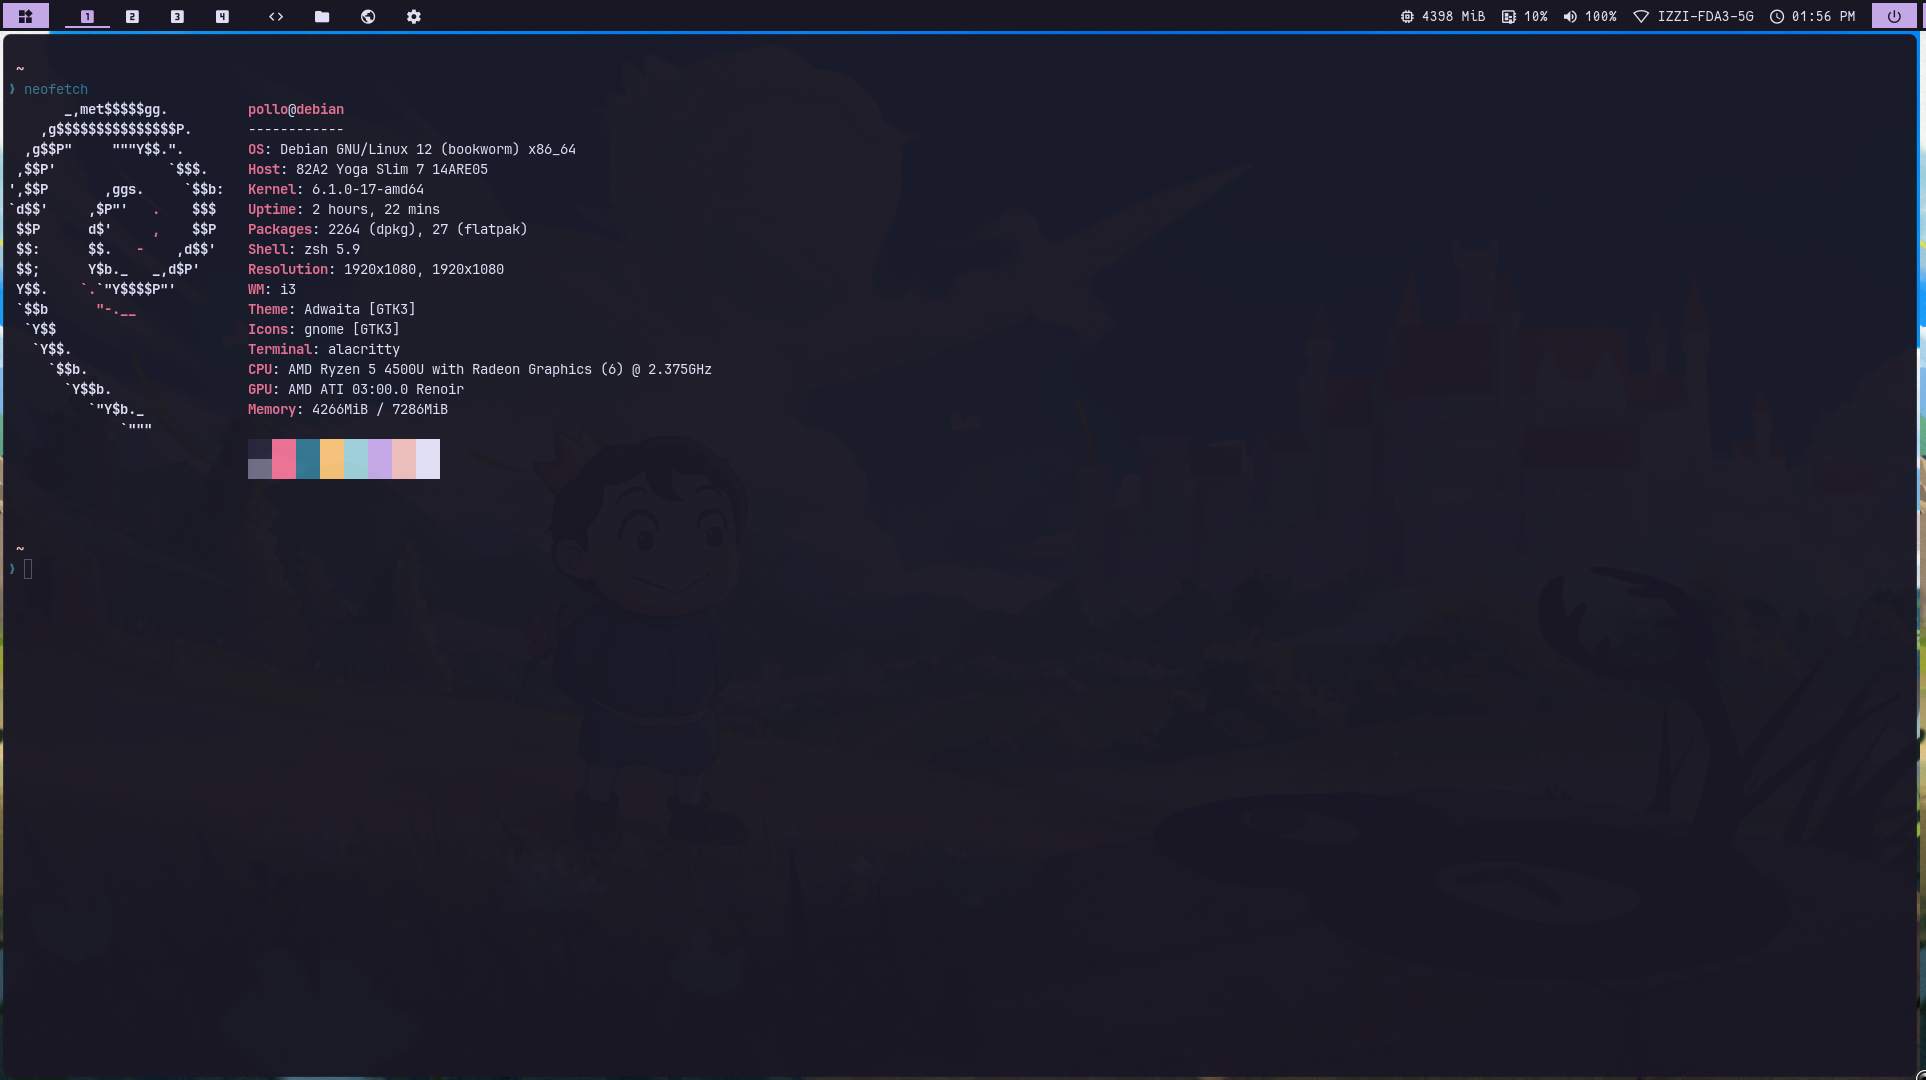 1 2 3 4 4398 MiB 10% 100% IZZI-FDA3-5G 01:56 PM
~
❯ neofetch
_,met$$$$$gg. pollo@debian
,g$$$$$$$$$$$$$$$P. ------------
,g$$P" """Y$$.". OS: Debian GNU/Linux 12 (bookworm) x86_64
,$$P' `$$$. Host: 82A2 Yoga Slim 7 14ARE05
',$$P ,ggs. `$$b: Kernel: 6.1.0-17-amd64
`d$$' ,$P"' . $$$ Uptime: 2 hours, 22 mins
$$P d$' , $$P Packages: 2264 (dpkg), 27 (flatpak)
$$: $$. - ,d$$' Shell: zsh 5.9
$$; Y$b._ _,d$P' Resolution: 1920x1080, 1920x1080
Y$$. `.`"Y$$$$P"' WM: i3
`$$b "-.__ Theme: Adwaita [GTK3]
`Y$$ Icons: gnome [GTK3]
`Y$$. Terminal: alacritty
`$$b. CPU: AMD Ryzen 5 4500U with Radeon Graphics (6) @ 2.375GHz
`Y$$b. GPU: AMD ATI 03:00.0 Renoir
`"Y$b._ Memory: 4266MiB / 7286MiB
`"""
~
❯